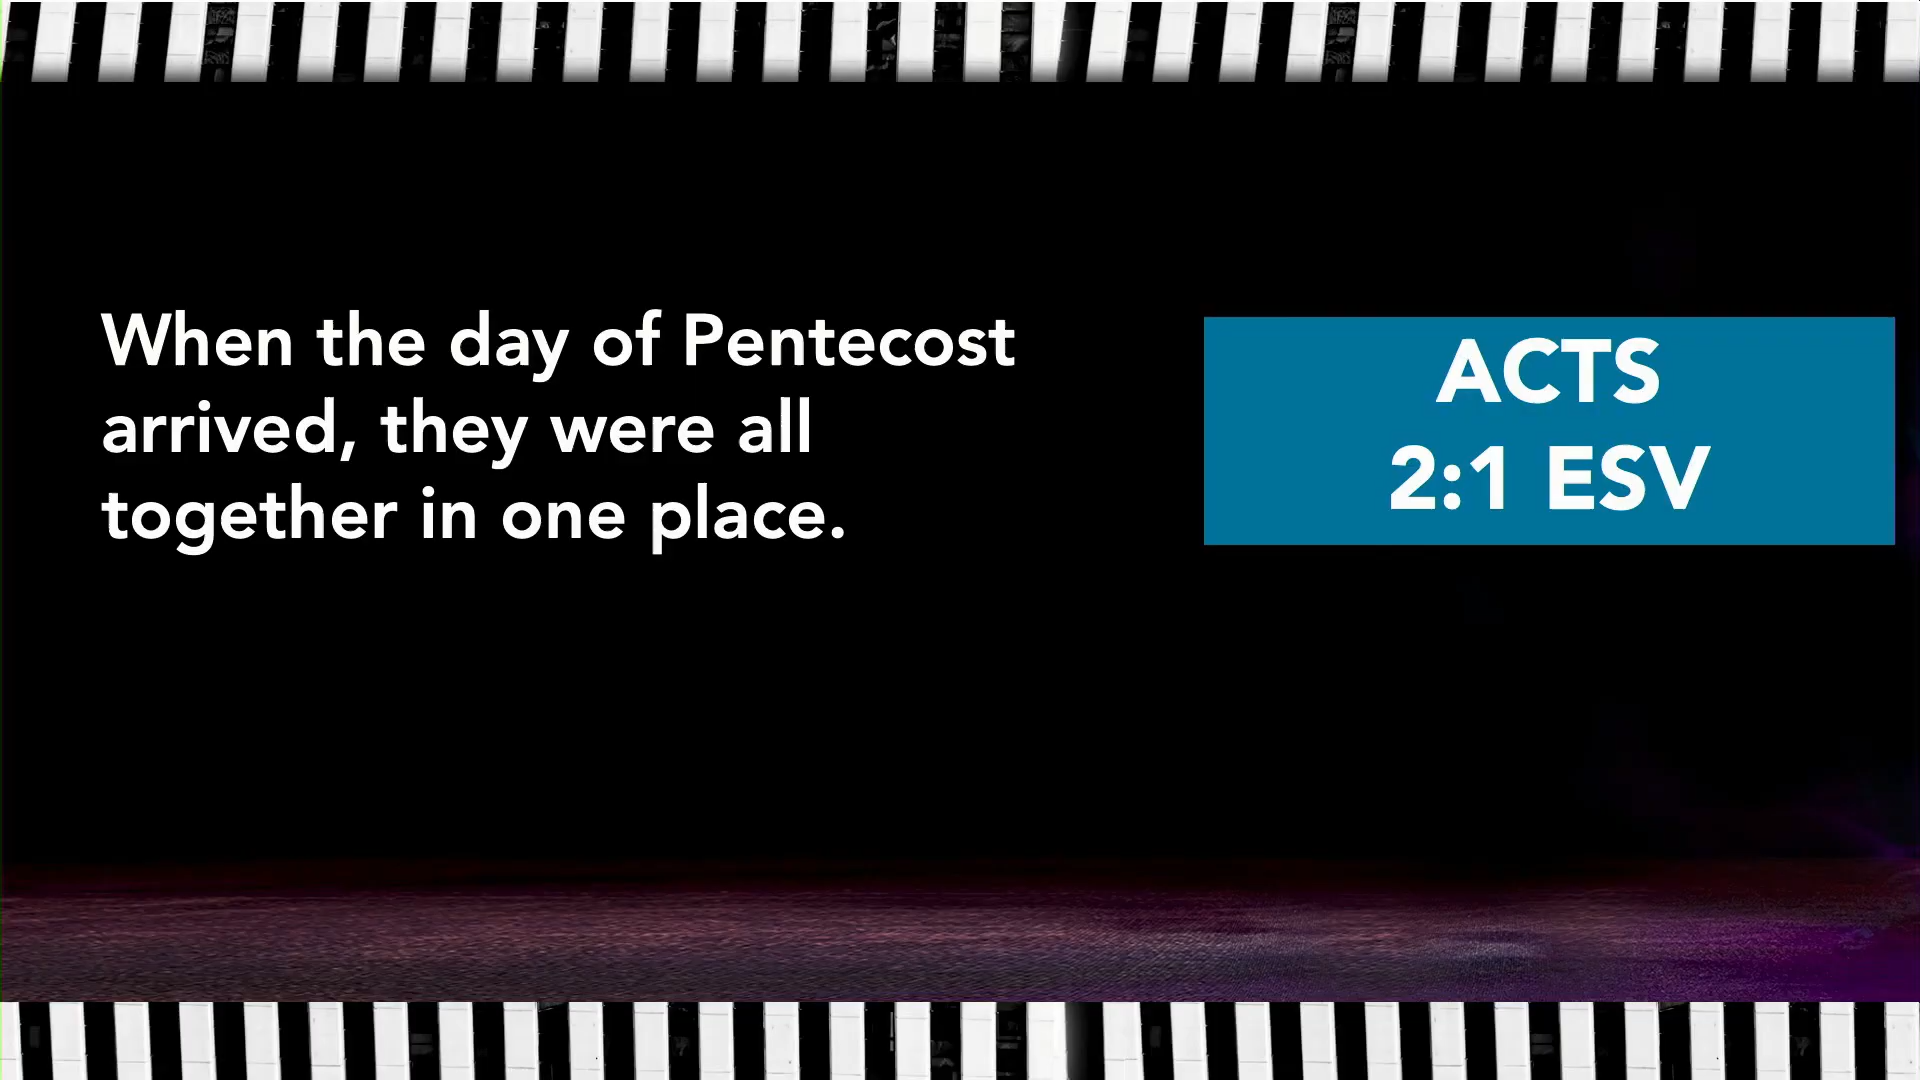 When the day of Pentecost
arrived, they were all
together in one place.
ACTS
2:1 ESV